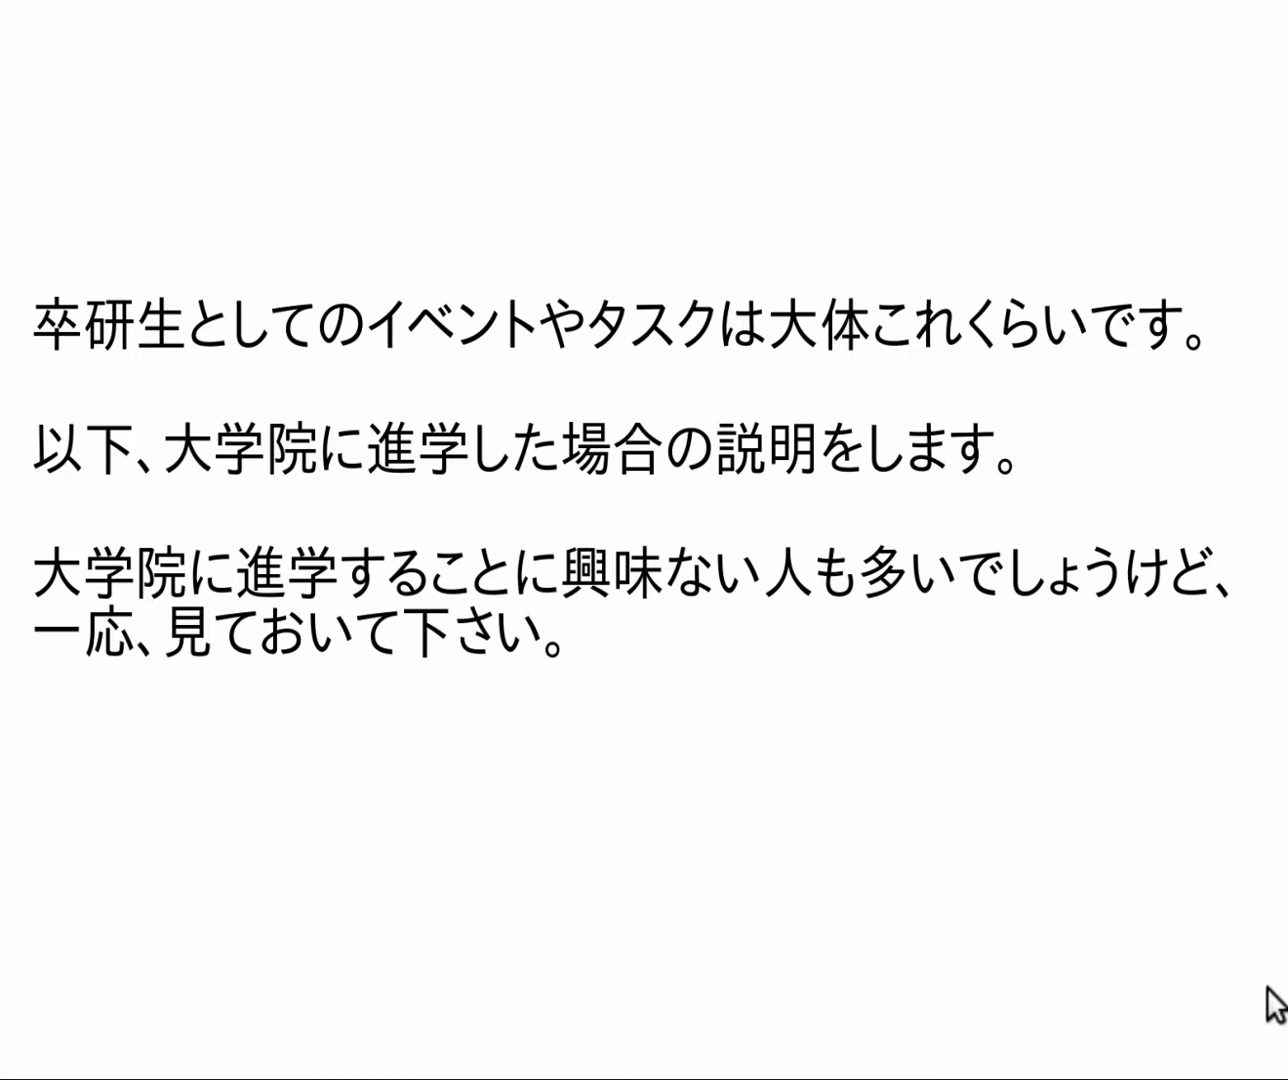 卒研生としてのイベントやタスクは大体これくらいです。
以下、大学院に進学した場合の説明をします。
大学院に進学することに興味ない人も多いでしょうけど、
一応、見ておいて下さい。